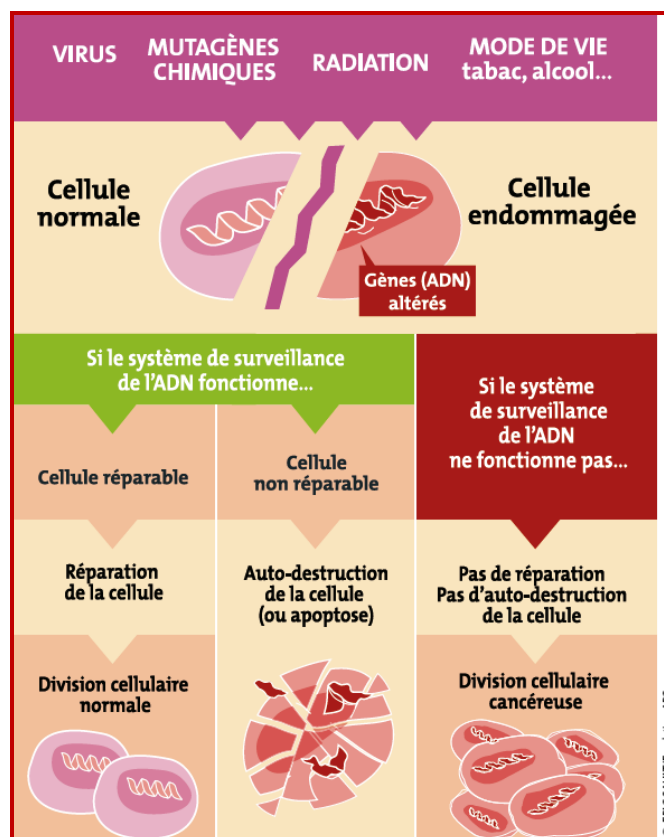 VIRUS
MUTAGÈNES
CHIMIQUES
RADIATION
MODE DE VIE
tabac, alcool...
Cellule
normale
Cellule
endommagée
Gènes (ADN)
altérés
Si le système de surveillance
de l'ADN fonctionne...
Si le système
de surveillance
de l'ADN
ne fonctionne pas...
Cellule réparable
Cellule
non réparable
Réparation
de la cellule
Auto-destruction
de la cellule
(ou apoptose)
Pas de réparation
Pas d'auto-destruction
de la cellule
Division cellulaire
normale
Division cellulaire
cancéreuse